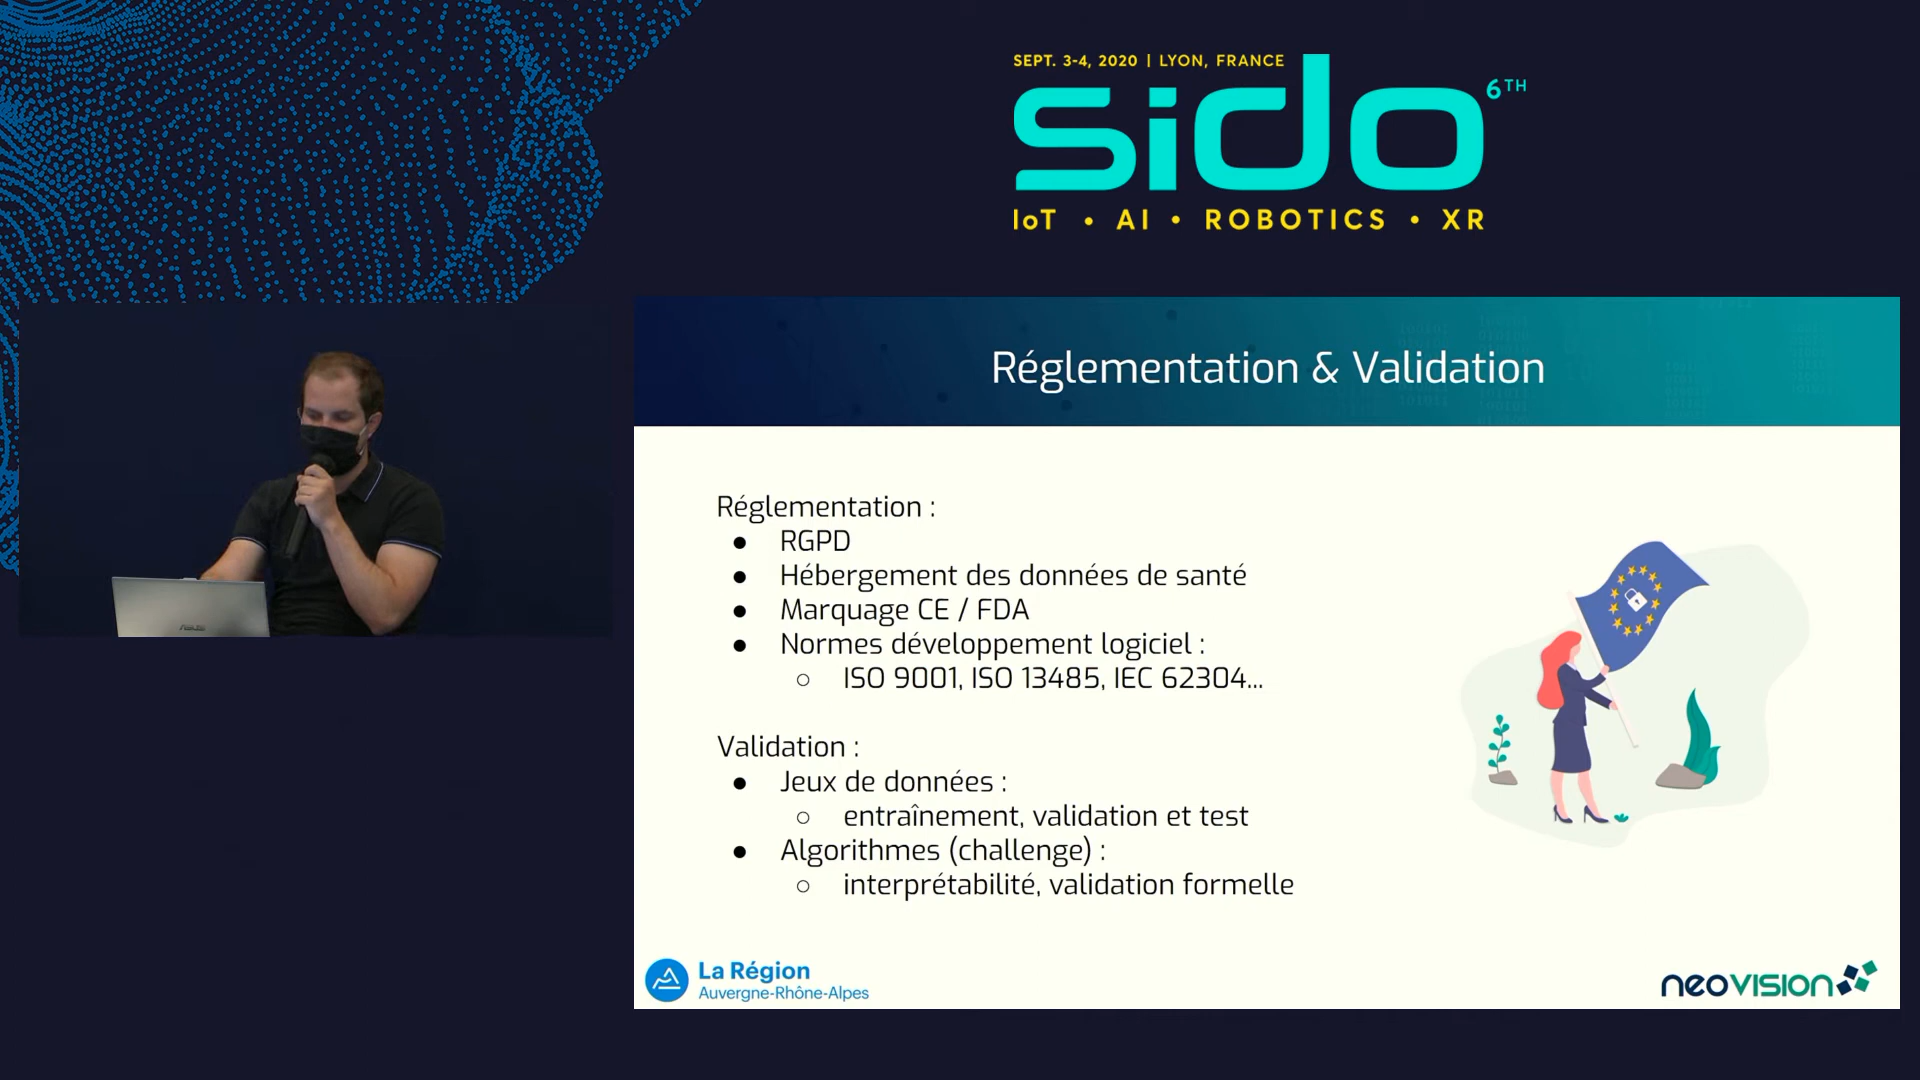 SEPT. 3-4, 2020 | LYON, FRANCE
sido 6TH
IoT • AI • ROBOTICS • XR
Réglementation & Validation
Réglementation :
● RGPD
● Hébergement des données de santé
● Marquage CE / FDA
● Normes développement logiciel :
○ ISO 9001, ISO 13485, IEC 62304...
Validation :
● Jeux de données :
○ entraînement, validation et test
● Algorithmes (challenge) :
○ interprétabilité, validation formelle
La Région
Auvergne-Rhône-Alpes
neovision
ASUS